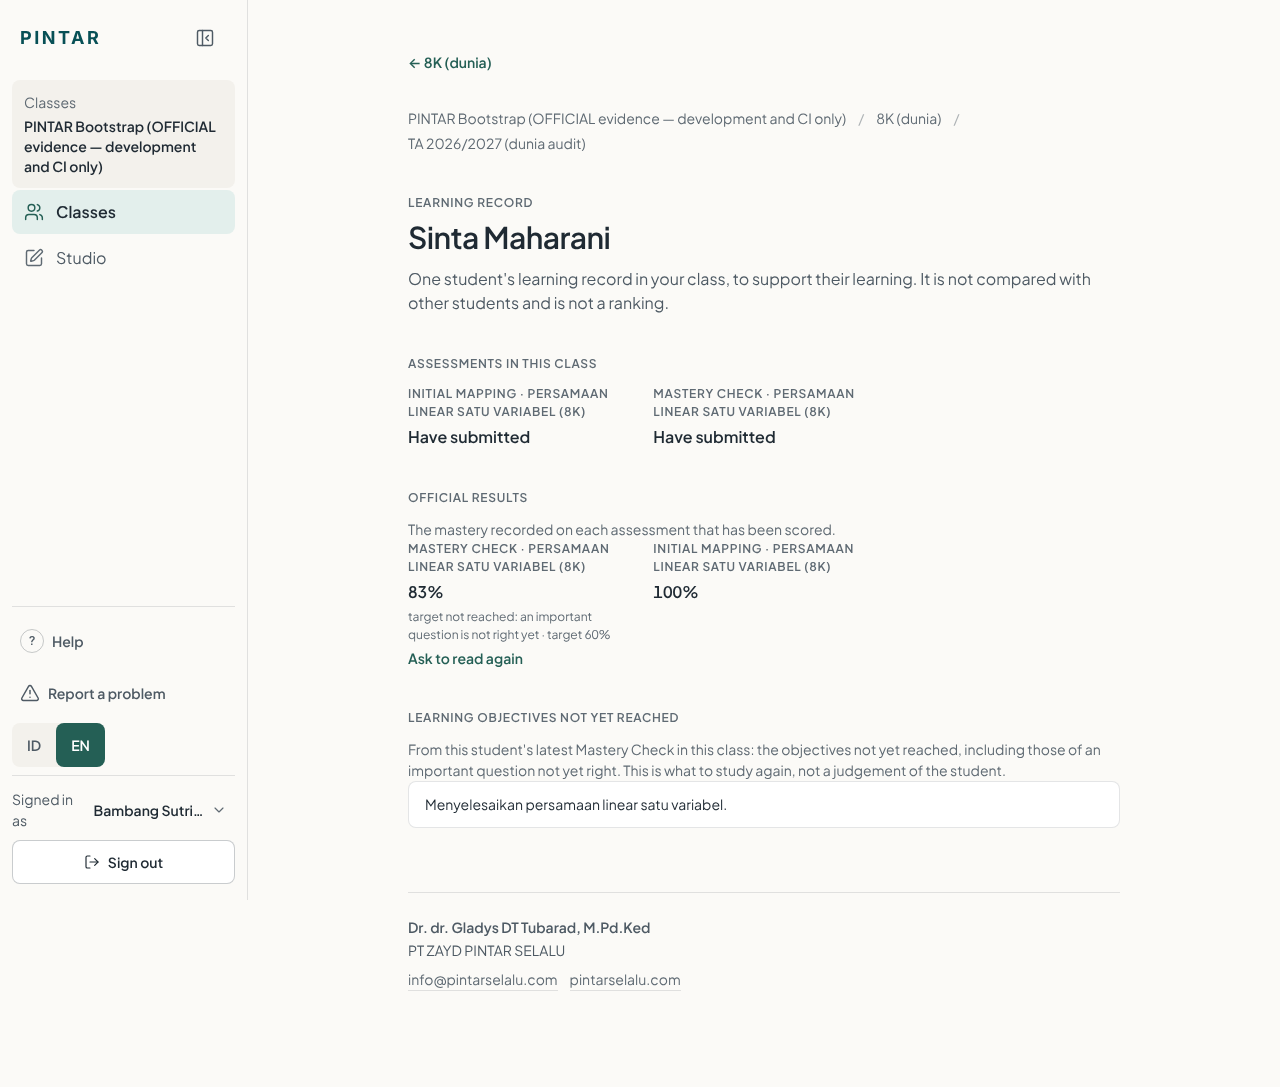 PINTAR
Classes
PINTAR Bootstrap (OFFICIAL
evidence — development
and CI only)
Classes
Studio
? Help
Report a problem
ID EN
Signed in
as
Bambang Sutri...
Sign out
← 8K (dunia)
PINTAR Bootstrap (OFFICIAL evidence — development and CI only) / 8K (dunia) /
TA 2026/2027 (dunia audit)
LEARNING RECORD
Sinta Maharani
One student's learning record in your class, to support their learning. It is not compared with
other students and is not a ranking.
ASSESSMENTS IN THIS CLASS
INITIAL MAPPING · PERSAMAAN
LINEAR SATU VARIABEL (8K)
Have submitted
MASTERY CHECK · PERSAMAAN
LINEAR SATU VARIABEL (8K)
Have submitted
OFFICIAL RESULTS
The mastery recorded on each assessment that has been scored.
MASTERY CHECK · PERSAMAAN
LINEAR SATU VARIABEL (8K)
83%
target not reached: an important
question is not right yet · target 60%
Ask to read again
INITIAL MAPPING · PERSAMAAN
LINEAR SATU VARIABEL (8K)
100%
LEARNING OBJECTIVES NOT YET REACHED
From this student's latest Mastery Check in this class: the objectives not yet reached, including those of an
important question not yet right. This is what to study again, not a judgement of the student.
Menyelesaikan persamaan linear satu variabel.
Dr. dr. Gladys DT Tubarad, M.Pd.Ked
PT ZAYD PINTAR SELALU
info@pintarselalu.com pintarselalu.com